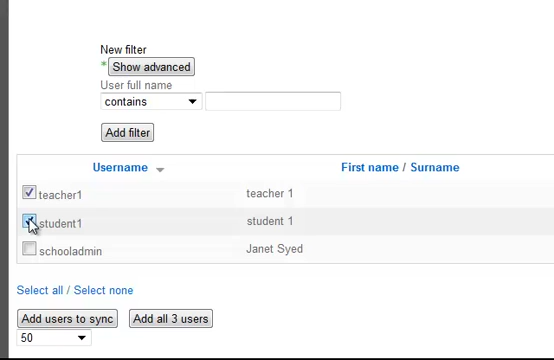 New filter
* Show advanced
User full name
contains
Add filter
Username First name / Surname
teacher1 teacher 1
student1 student 1
schooladmin Janet Syed
Select all / Select none
Add users to sync Add all 3 users
50